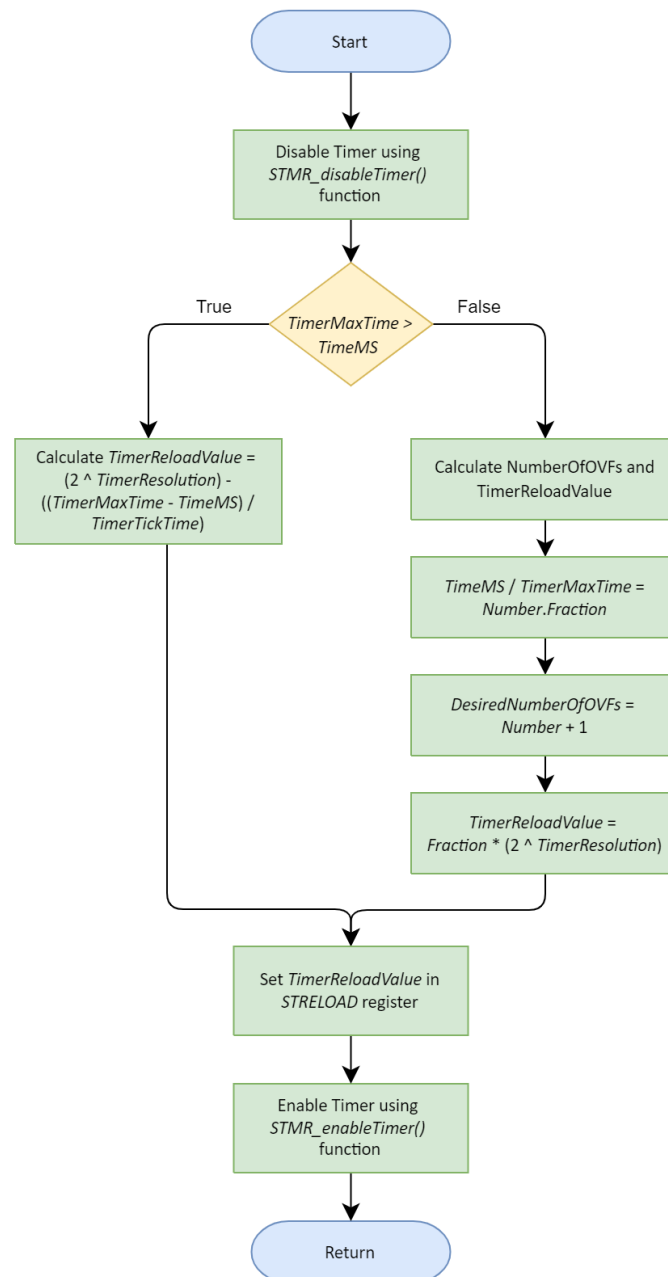 Start
Disable Timer using
STMR_disableTimer()
function
True
False
TimerMaxTime >
TimeMS
Calculate TimerReloadValue =
(2 ^ TimerResolution) -
((TimerMaxTime - TimeMS) /
TimerTickTime)
Calculate NumberOfOVFs and
TimerReloadValue
TimeMS / TimerMaxTime =
Number.Fraction
DesiredNumberOfOVFs =
Number + 1
TimerReloadValue =
Fraction * (2 ^ TimerResolution)
Set TimerReloadValue in
STRELOAD register
Enable Timer using
STMR_enableTimer()
function
Return